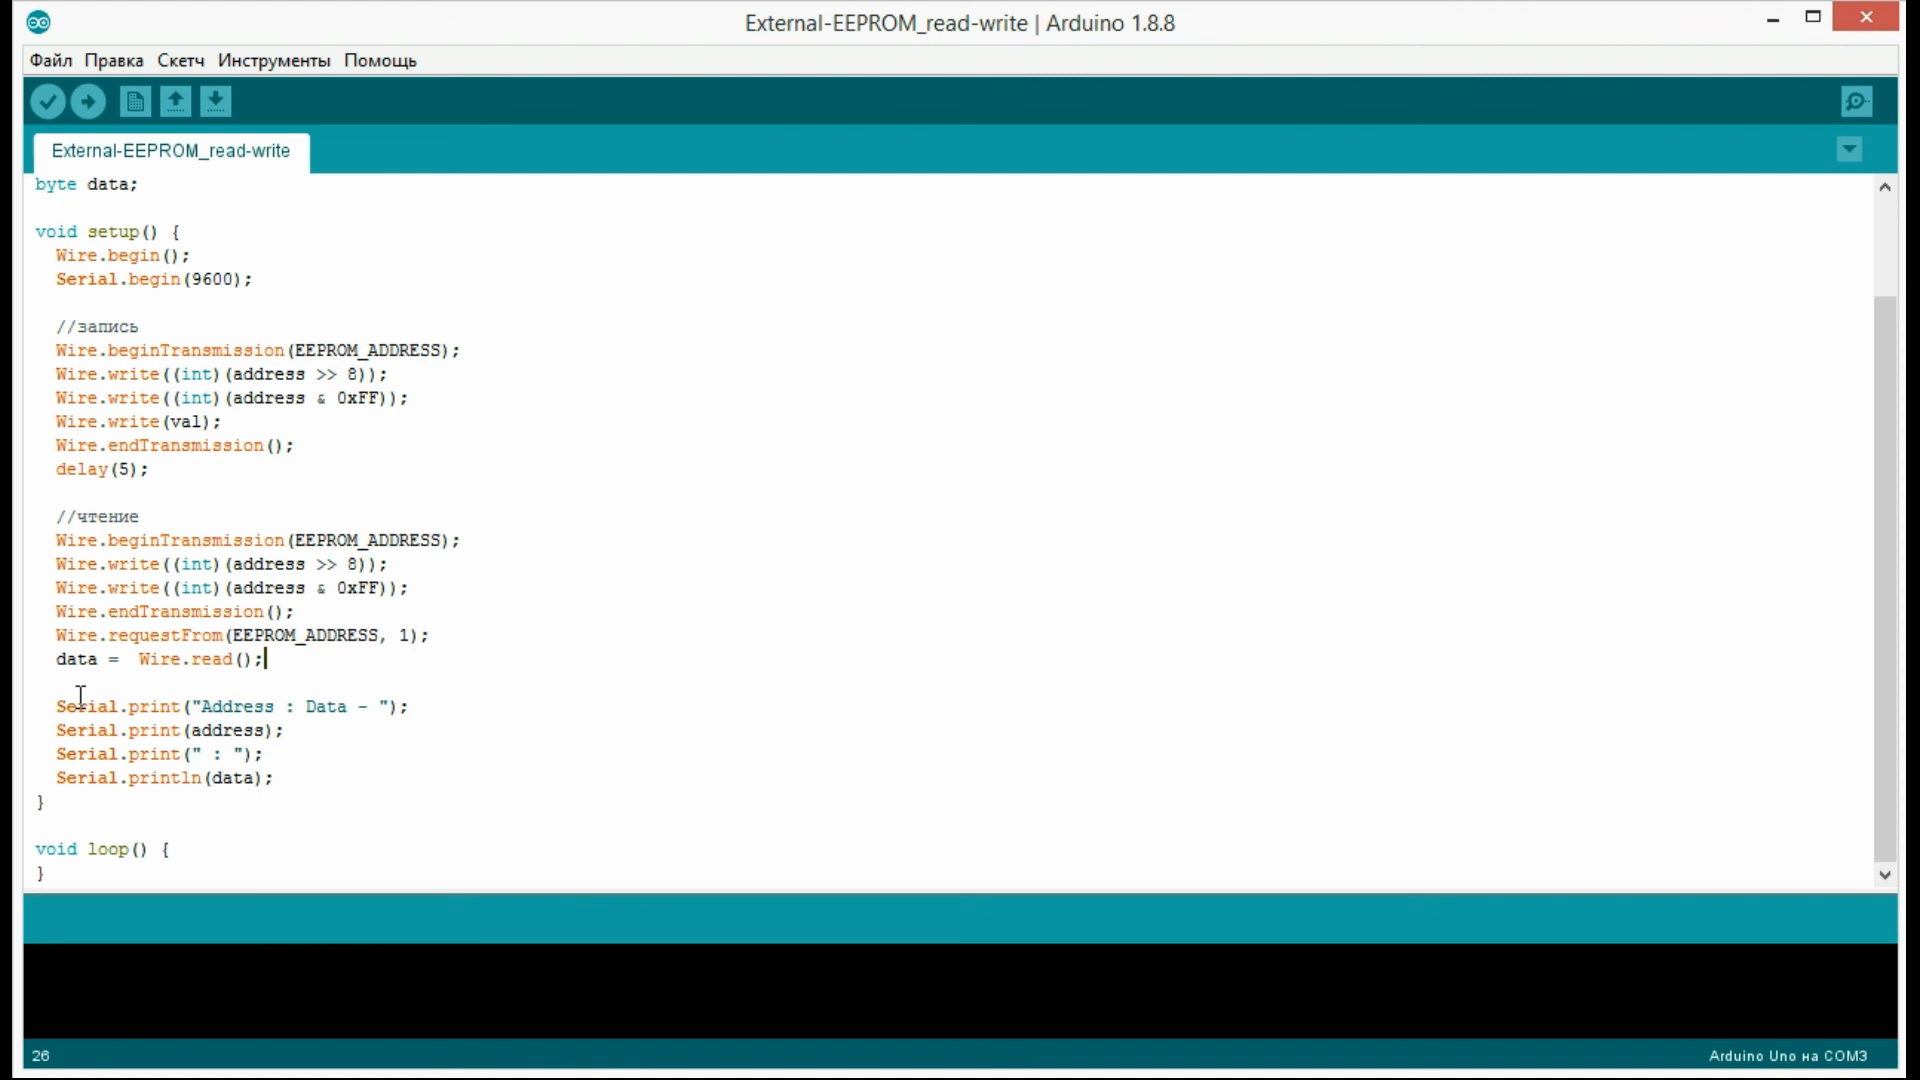 External-EEPROM_read-write | Arduino 1.8.8
Файл Правка Скетч Инструменты Помощь
External-EEPROM_read-write
byte data;
void setup() {
  Wire.begin();
  Serial.begin(9600);
  //запись
  Wire.beginTransmission(EEPROM_ADDRESS);
  Wire.write((int)(address >> 8));
  Wire.write((int)(address & 0xFF));
  Wire.write(val);
  Wire.endTransmission();
  delay(5);
  //чтение
  Wire.beginTransmission(EEPROM_ADDRESS);
  Wire.write((int)(address >> 8));
  Wire.write((int)(address & 0xFF));
  Wire.endTransmission();
  Wire.requestFrom(EEPROM_ADDRESS, 1);
  data =  Wire.read();
  Serial.print("Address : Data - ");
  Serial.print(address);
  Serial.print(" : ");
  Serial.println(data);
}
void loop() {
}
26
Arduino Uno на COM3